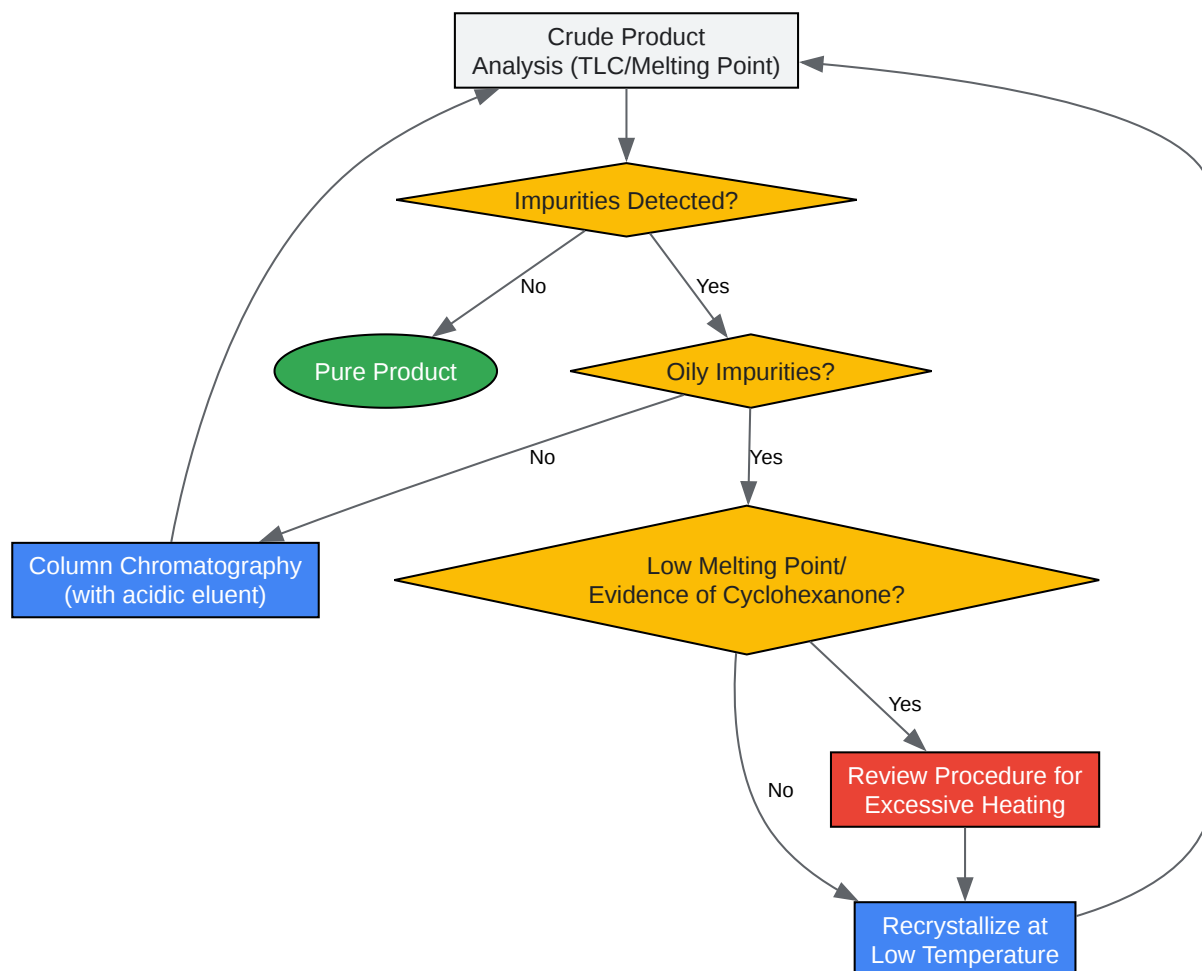 Crude Product
Analysis (TLC/Melting Point)
Impurities Detected?
No
Yes
Pure Product
Oily Impurities?
No
Yes
Column Chromatography
(with acidic eluent)
Low Melting Point/
Evidence of Cyclohexanone?
Yes
No
Review Procedure for
Excessive Heating
Recrystallize at
Low Temperature